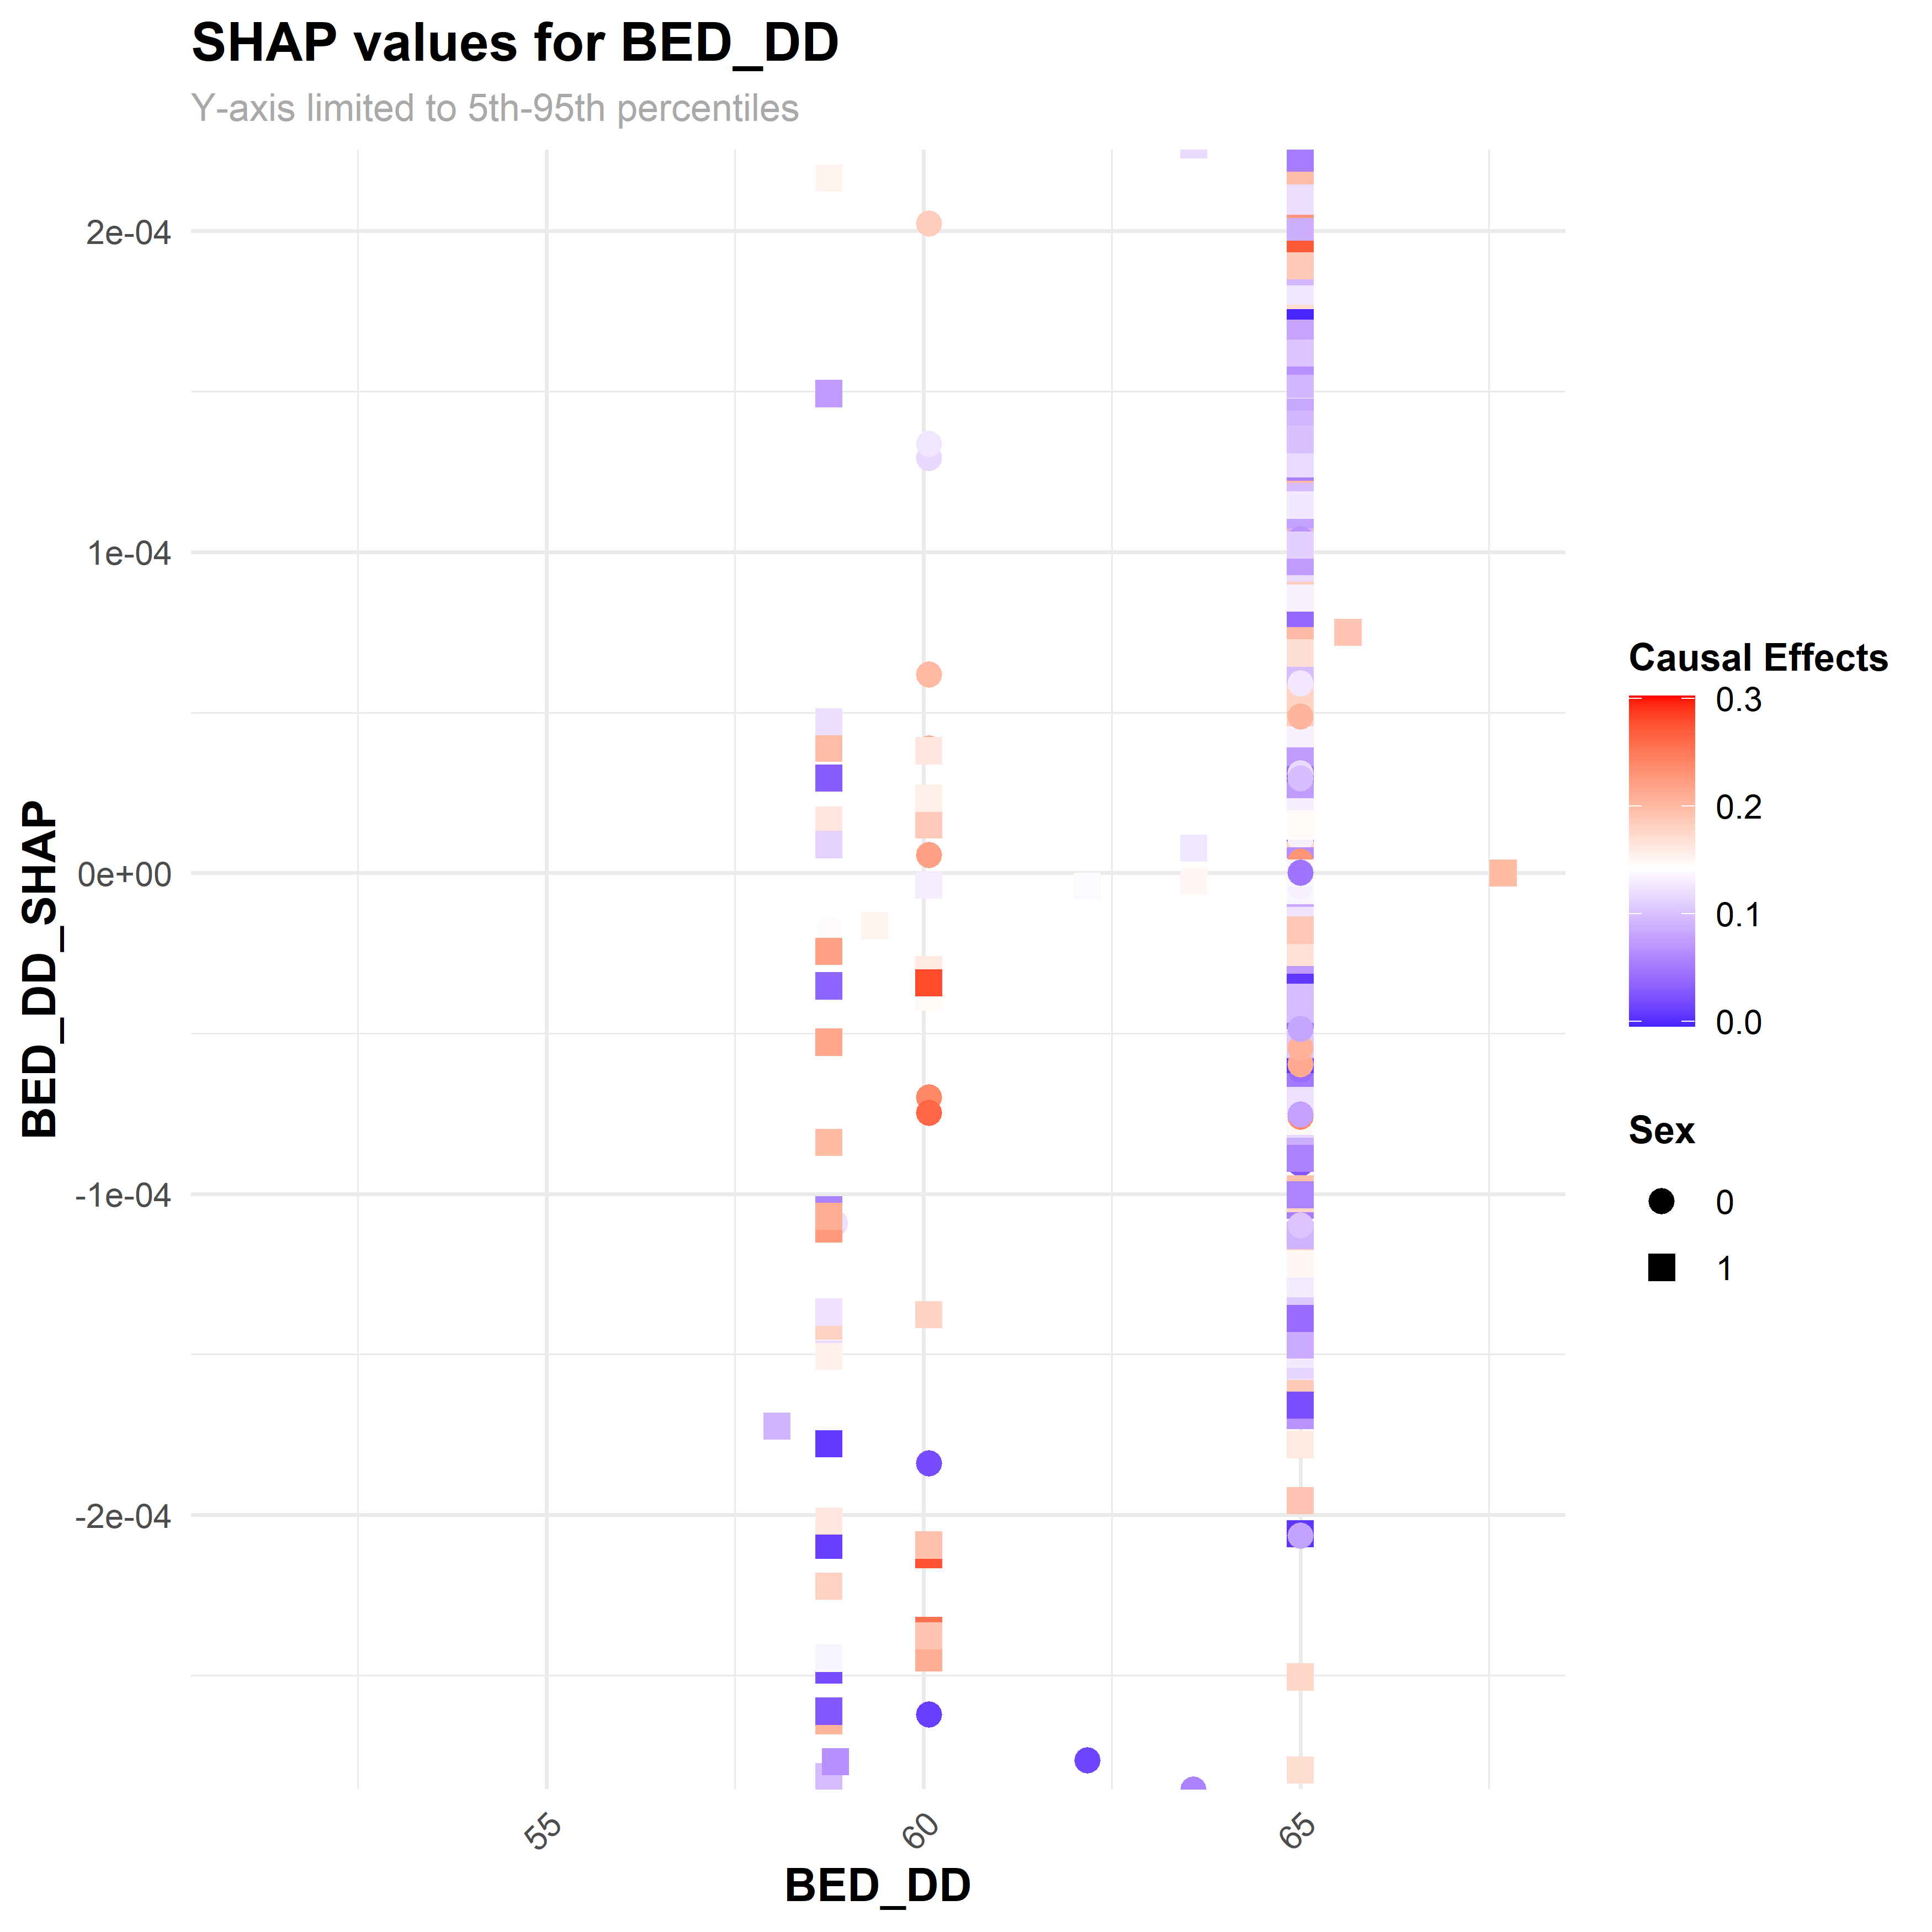 SHAP values for BED_DD
Y-axis limited to 5th-95th percentiles
2e-04
1e-04
0e+00
-1e-04
-2e-04
BED_DD_SHAP
55
60
65
BED_DD
Causal Effects
0.3
0.2
0.1
0.0
Sex
0
1